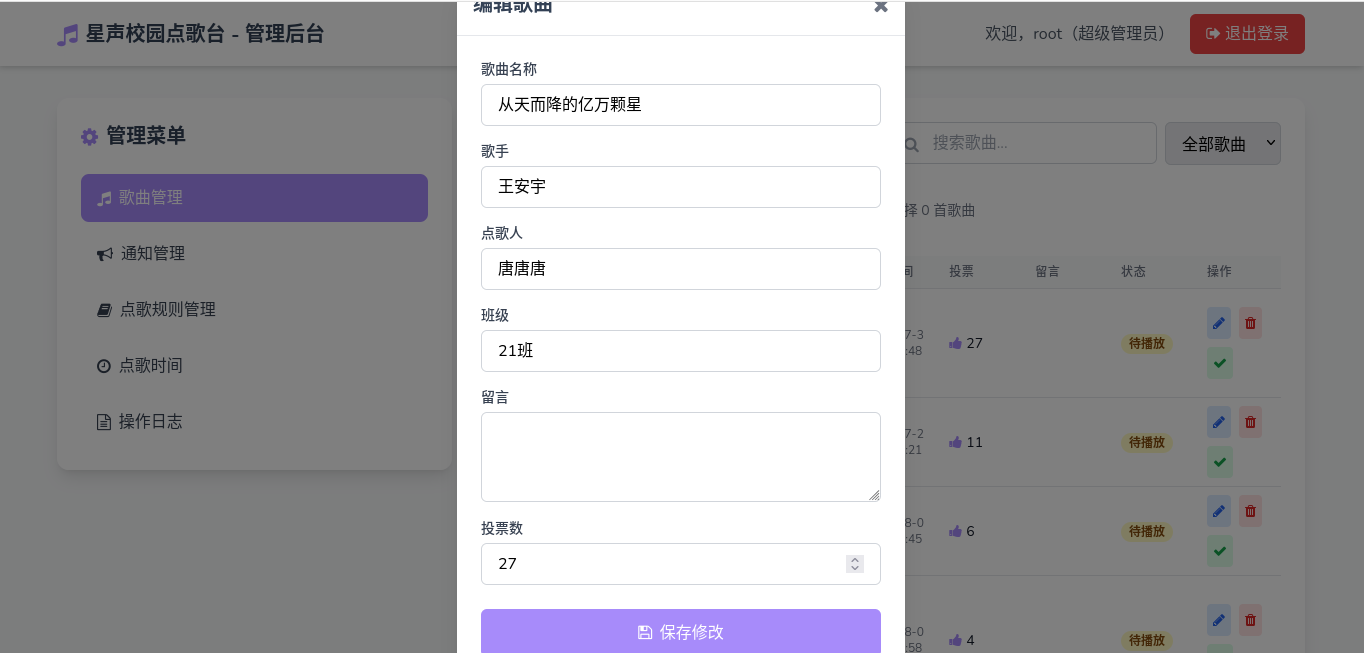 编辑歌曲
星声校园点歌台 - 管理后台
欢迎，root（超级管理员）
退出登录
管理菜单
歌曲管理
通知管理
点歌规则管理
点歌时间
操作日志
歌曲名称
从天而降的亿万颗星
歌手
王安宇
点歌人
唐唐唐
班级
21班
留言
投票数
27
保存修改
搜索歌曲...
全部歌曲
择 0 首歌曲
间 投票 留言 状态 操作
7-3
:48
27 待播放
7-2
:21
11 待播放
8-0
:45
6 待播放
8-0
:58
4 待播放